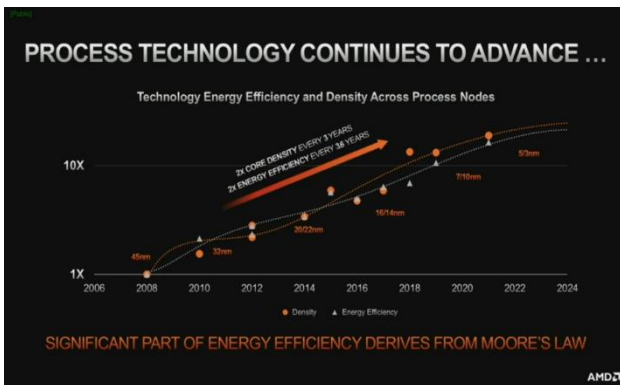 [Public]
PROCESS TECHNOLOGY CONTINUES TO ADVANCE ...
Technology Energy Efficiency and Density Across Process Nodes
2X CORE DENSITY EVERY 3 YEARS
2X ENERGY EFFICIENCY EVERY 3.6 YEARS
10X
5/3nm
7/10nm
16/14nm
20/22nm
32nm
45nm
1X
2006 2008 2010 2012 2014 2016 2018 2020 2022 2024
Density Energy Efficiency
SIGNIFICANT PART OF ENERGY EFFICIENCY DERIVES FROM MOORE'S LAW
AMD